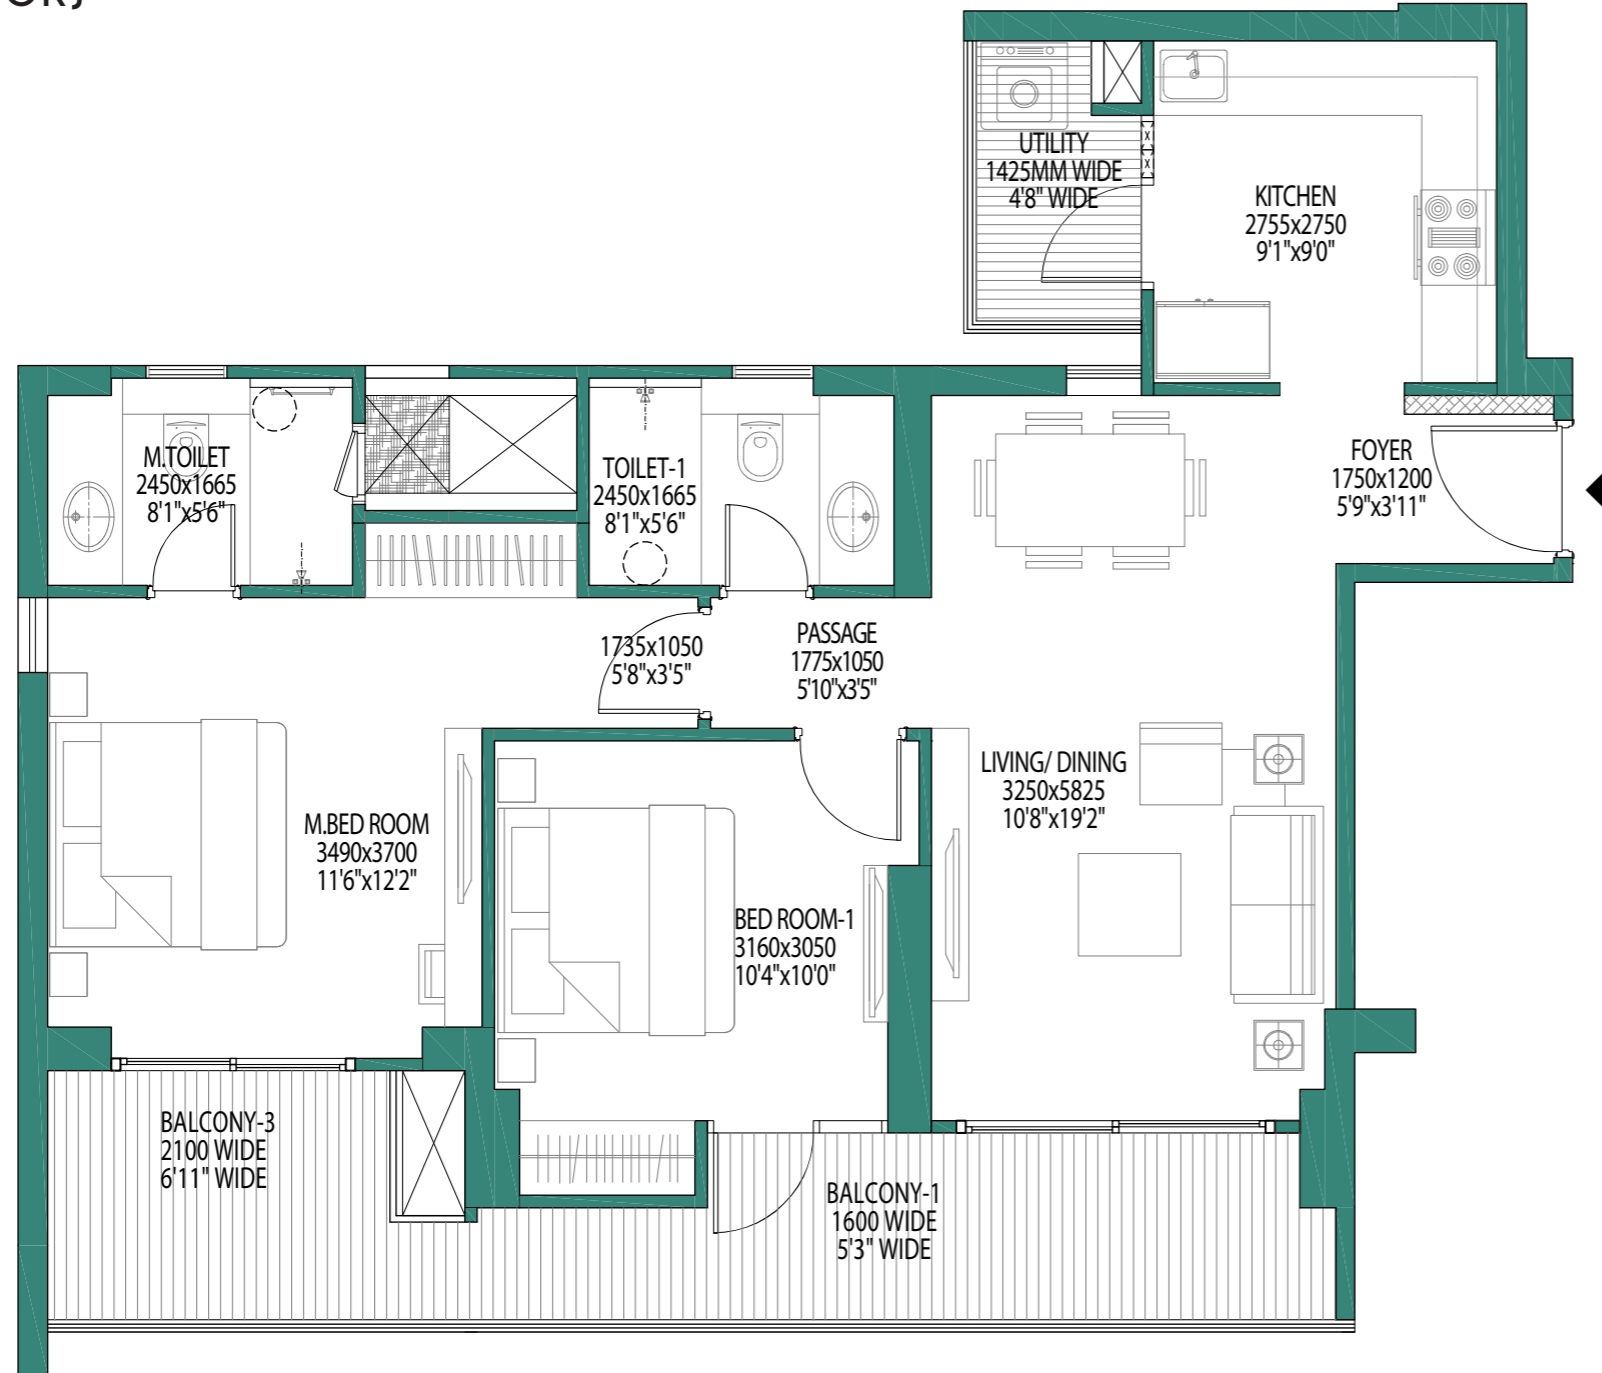 UTILITY
1425MM WIDE
4'8" WIDE
KITCHEN
2755x2750
9'1"x9'0"
M.TOILET
2450x1665
8'1"x5'6"
TOILET-1
2450x1665
8'1"x5'6"
FOYER
1750x1200
5'9"x3'11"
1735x1050
5'8"x3'5"
PASSAGE
1775x1050
5'10"x3'5"
LIVING/ DINING
3250x5825
10'8"x19'2"
M.BED ROOM
3490x3700
11'6"x12'2"
BED ROOM-1
3160x3050
10'4"x10'0"
BALCONY-3
2100 WIDE
6'11" WIDE
BALCONY-1
1600 WIDE
5'3" WIDE